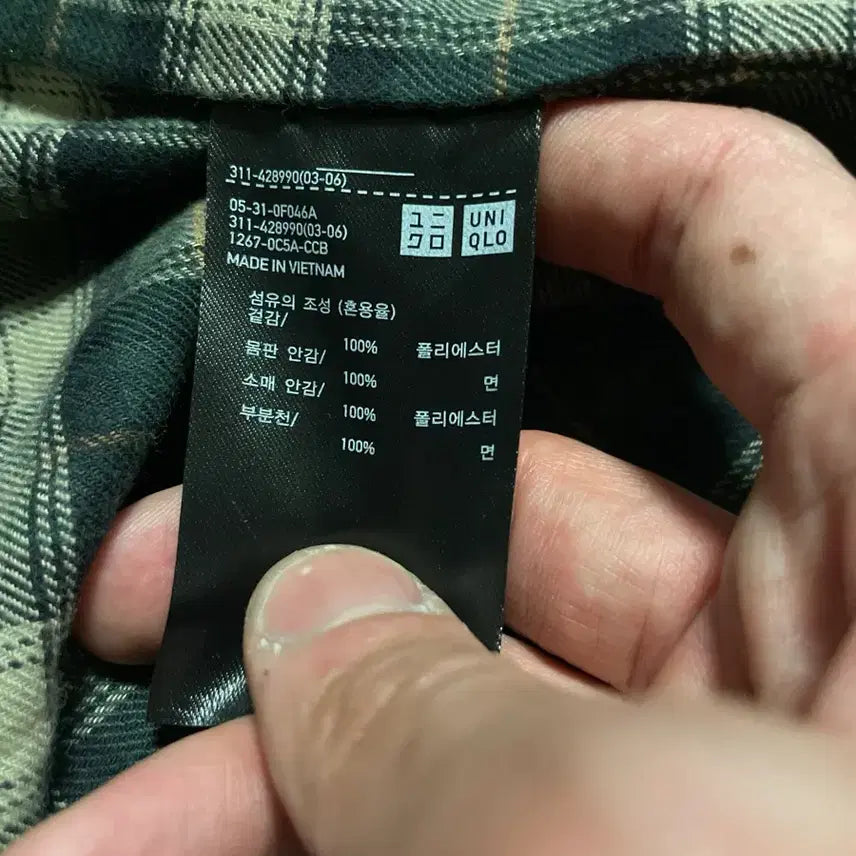 311-428990(03-06)
05-31-0F046A
311-428990(03-06)
1267-0C5A-CCB
MADE IN VIETNAM
ユニ
クロ
UNI
QLO
섬유의 조성 (혼용율)
겉감/
100% 폴리에스터
몸판 안감/
100% 면
소매 안감/
100% 폴리에스터
부분천/
100% 면